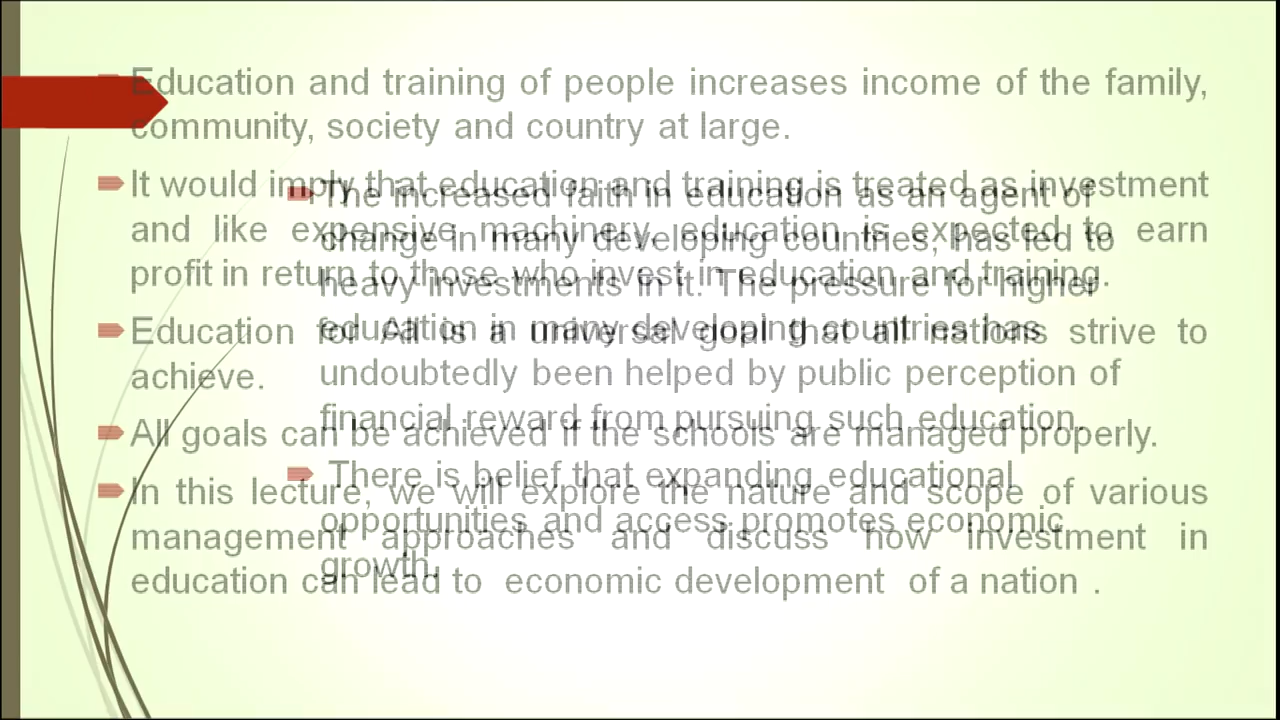 Education and training of people increases income of the family,
community, society and country at large.
It would imply that education and training is treated as investment
and like expensive machinery, education is expected to earn
profit in return to those who invest in education and training.
Education for All is a universal goal that all nations strive to
achieve.
All goals can be achieved if the schools are managed properly.
In this lecture, we will explore the nature and scope of various
management approaches and discuss how investment in
education can lead to economic development of a nation .
The increased faith in education as an agent of
change in many developing countries, has led to
heavy investments in it. The pressure for higher
education in many developing countries has
undoubtedly been helped by public perception of
financial reward from pursuing such education.
There is belief that expanding educational
opportunities and access promotes economic
growth.